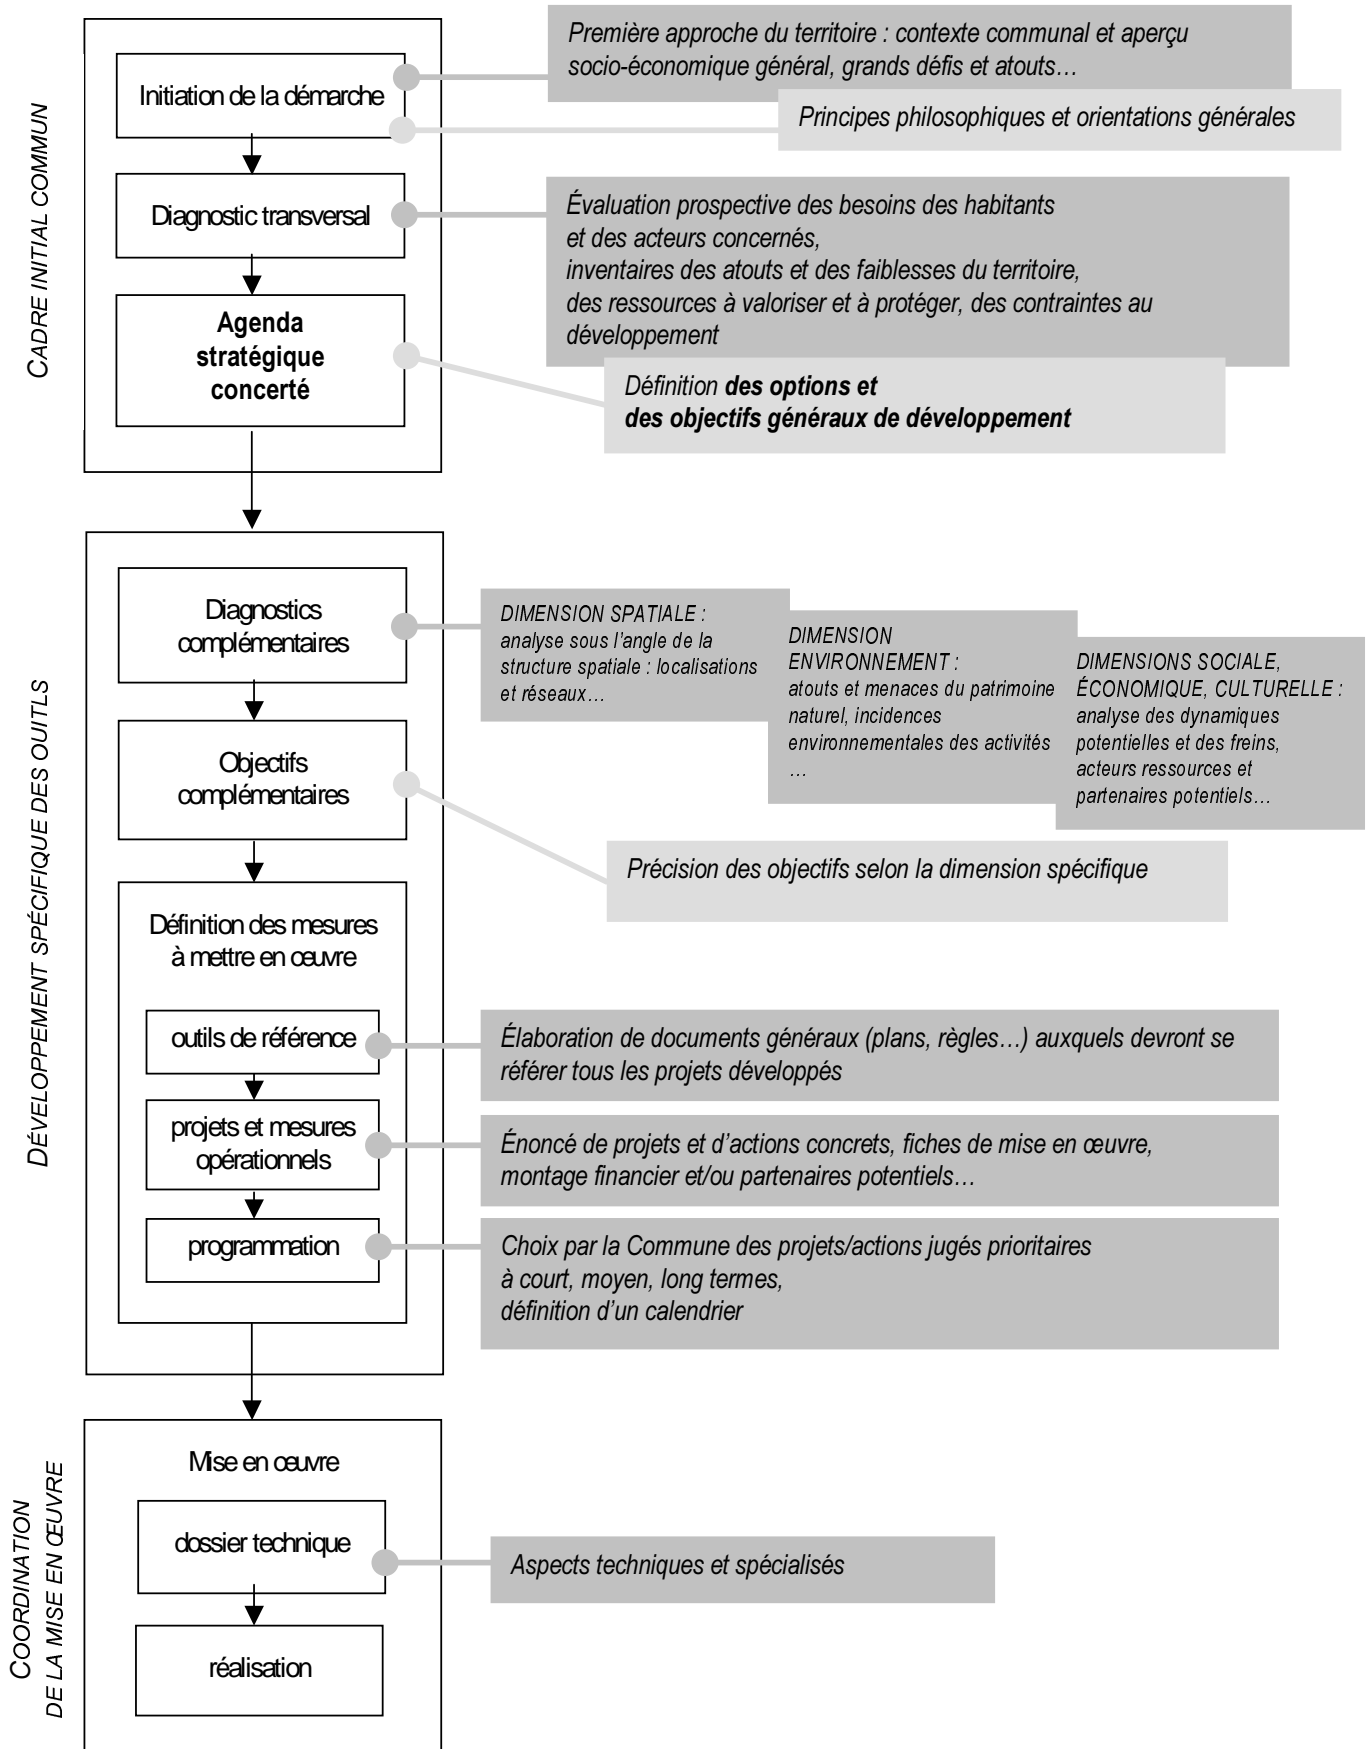 CADRE INITIAL COMMUN
Initiation de la démarche
Première approche du territoire : contexte communal et aperçu
socio-économique général, grands défis et atouts…
Principes philosophiques et orientations générales
Diagnostic transversal
Évaluation prospective des besoins des habitants
et des acteurs concernés,
inventaires des atouts et des faiblesses du territoire,
des ressources à valoriser et à protéger, des contraintes au
développement
Agenda
stratégique
concerté
Définition des options et
des objectifs généraux de développement
DÉVELOPPEMENT SPÉCIFIQUE DES OUITLS
Diagnostics
complémentaires
DIMENSION SPATIALE :
analyse sous l'angle de la
structure spatiale : localisations
et réseaux…
DIMENSION
ENVIRONNEMENT :
atouts et menaces du patrimoine
naturel, incidences
environnementales des activités
…
DIMENSIONS SOCIALE,
ÉCONOMIQUE, CULTURELLE :
analyse des dynamiques
potentielles et des freins,
acteurs ressources et
partenaires potentiels…
Objectifs
complémentaires
Précision des objectifs selon la dimension spécifique
Définition des mesures
à mettre en œuvre
outils de référence
Élaboration de documents généraux (plans, règles…) auxquels devront se
référer tous les projets développés
projets et mesures
opérationnels
Énoncé de projets et d'actions concrets, fiches de mise en œuvre,
montage financier et/ou partenaires potentiels…
programmation
Choix par la Commune des projets/actions jugés prioritaires
à court, moyen, long termes,
définition d'un calendrier
COORDINATION
DE LA MISE EN ŒUVRE
Mise en œuvre
dossier technique
Aspects techniques et spécialisés
réalisation